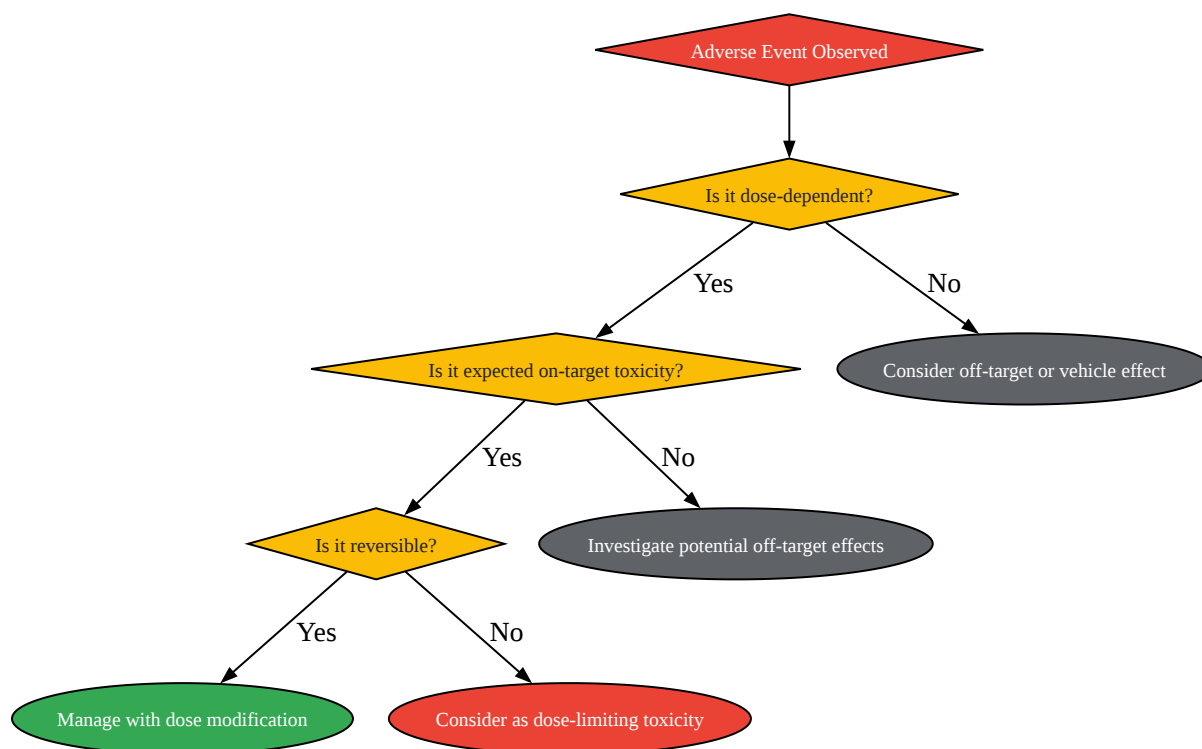 Adverse Event Observed
Is it dose-dependent?
Yes
No
Is it expected on-target toxicity?
Consider off-target or vehicle effect
Yes
No
Is it reversible?
Investigate potential off-target effects
Yes
No
Manage with dose modification
Consider as dose-limiting toxicity